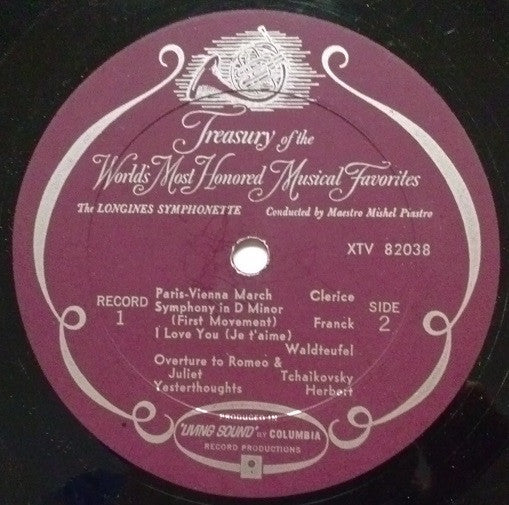 Treasury of the
World's Most Honored Musical Favorites
The LONGINES SYMPHONETTE Conducted by Maestro Mishel Piastro
XTV 82038
RECORD
1
SIDE
2
Paris-Vienna March Clerice
Symphony in D Minor
(First Movement) Franck
I Love You (Je t'aime)
Waldteufel
Overture to Romeo &
Juliet Tchaikovsky
Yesterthoughts Herbert
PRODUCED IN
"LIVING SOUND" BY COLUMBIA
RECORD PRODUCTIONS